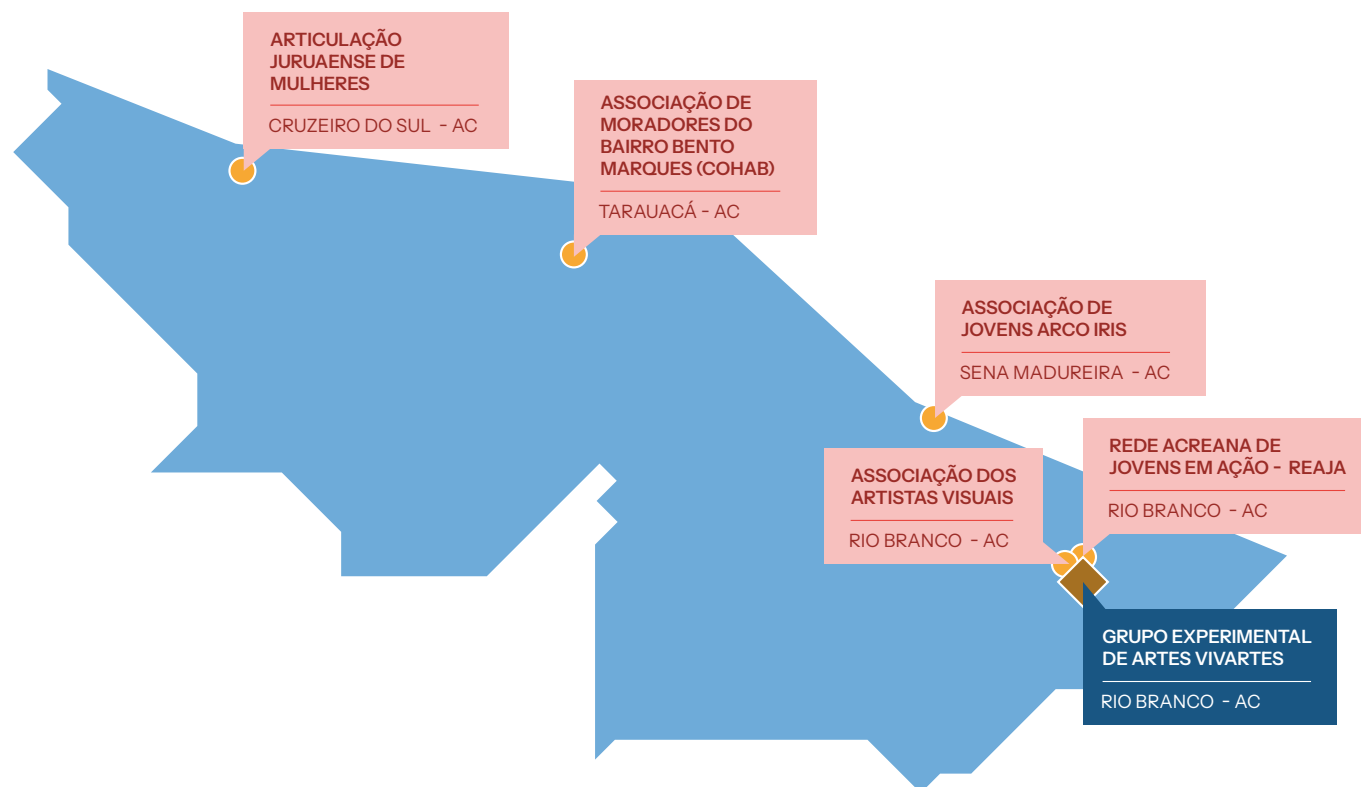 ARTICULAÇÃO
JURUAENSE DE
MULHERES
CRUZEIRO DO SUL - AC
ASSOCIAÇÃO DE
MORADORES DO
BAIRRO BENTO
MARQUES (COHAB)
TARAUACÁ - AC
ASSOCIAÇÃO DE
JOVENS ARCO IRIS
SENA MADUREIRA - AC
ASSOCIAÇÃO DOS
ARTISTAS VISUAIS
RIO BRANCO - AC
REDE ACREANA DE
JOVENS EM AÇÃO - REAJA
RIO BRANCO - AC
GRUPO EXPERIMENTAL
DE ARTES VIVARTES
RIO BRANCO - AC